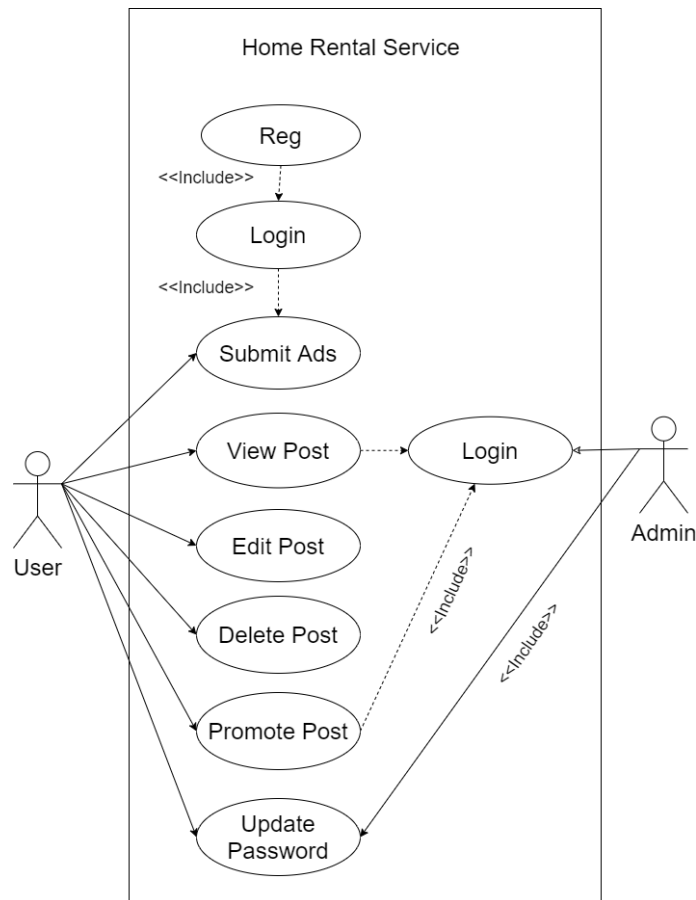 Home Rental Service
Reg
<<Include>>
Login
<<Include>>
Submit Ads
View Post
Login
Edit Post
User
Admin
<<Include>>
Delete Post
<<Include>>
Promote Post
Update
Password